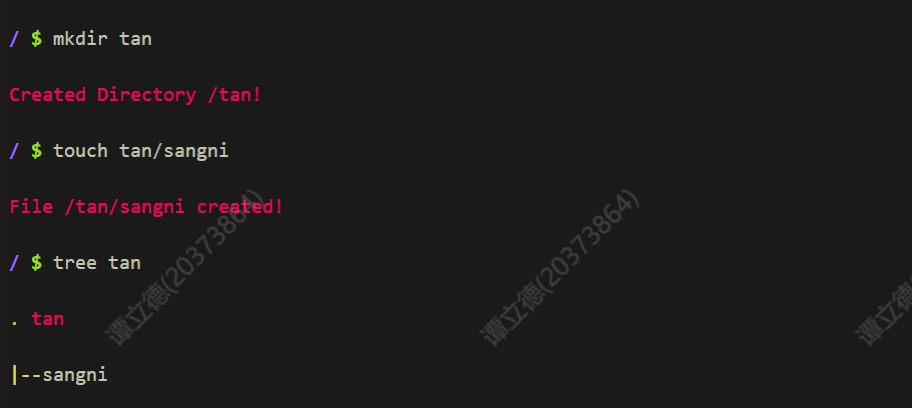 / $ mkdir tan
Created Directory /tan!
/ $ touch tan/sangni
File /tan/sangni created!
/ $ tree tan
. tan
|--sangni
谭立德(20373864)
谭立德(20373864)
谭立德